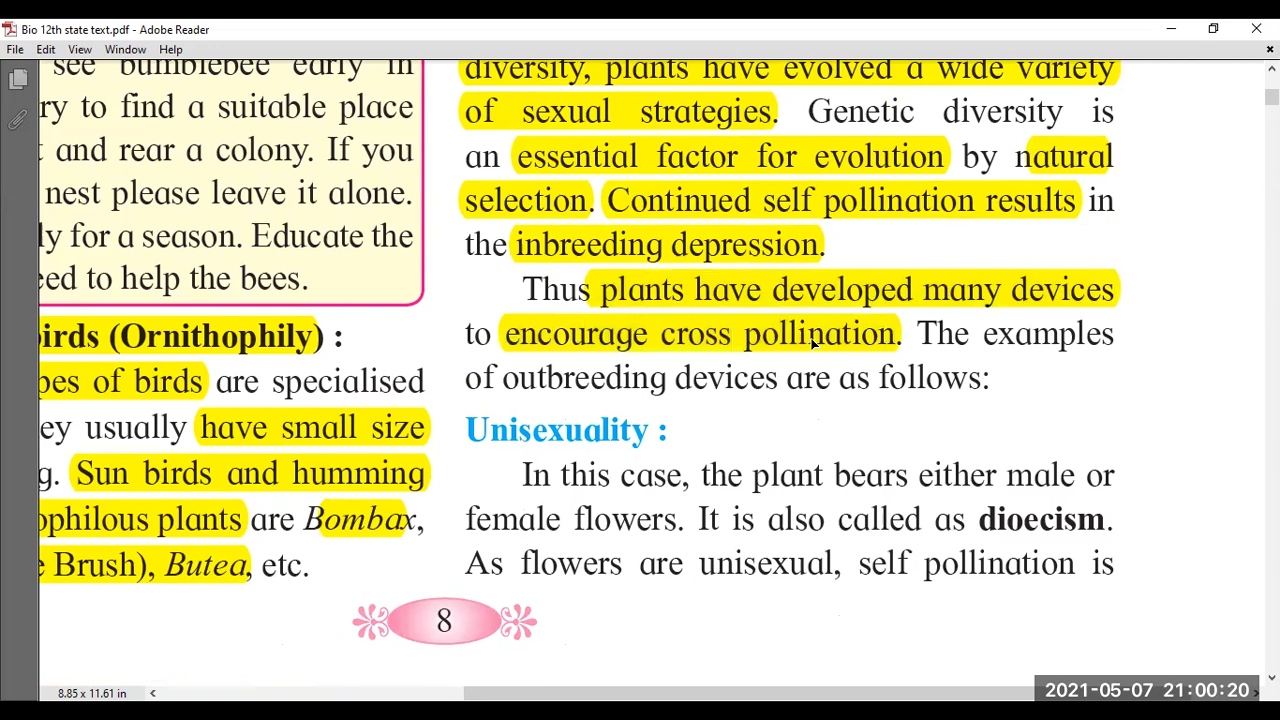 Bio 12th state text.pdf - Adobe Reader
File Edit View Window Help
see bumblebee early in
ry to find a suitable place
and rear a colony. If you
nest please leave it alone.
ly for a season. Educate the
eed to help the bees.
irds (Ornithophily) :
pes of birds are specialised
ey usually have small size
g. Sun birds and humming
ophilous plants are Bombax,
e Brush), Butea, etc.
diversity, plants have evolved a wide variety
of sexual strategies. Genetic diversity is
an essential factor for evolution by natural
selection. Continued self pollination results in
the inbreeding depression.
Thus plants have developed many devices
to encourage cross pollination. The examples
of outbreeding devices are as follows:
Unisexuality :
In this case, the plant bears either male or
female flowers. It is also called as dioecism.
As flowers are unisexual, self pollination is
8
8.85 x 11.61 in
2021-05-07 21:00:20